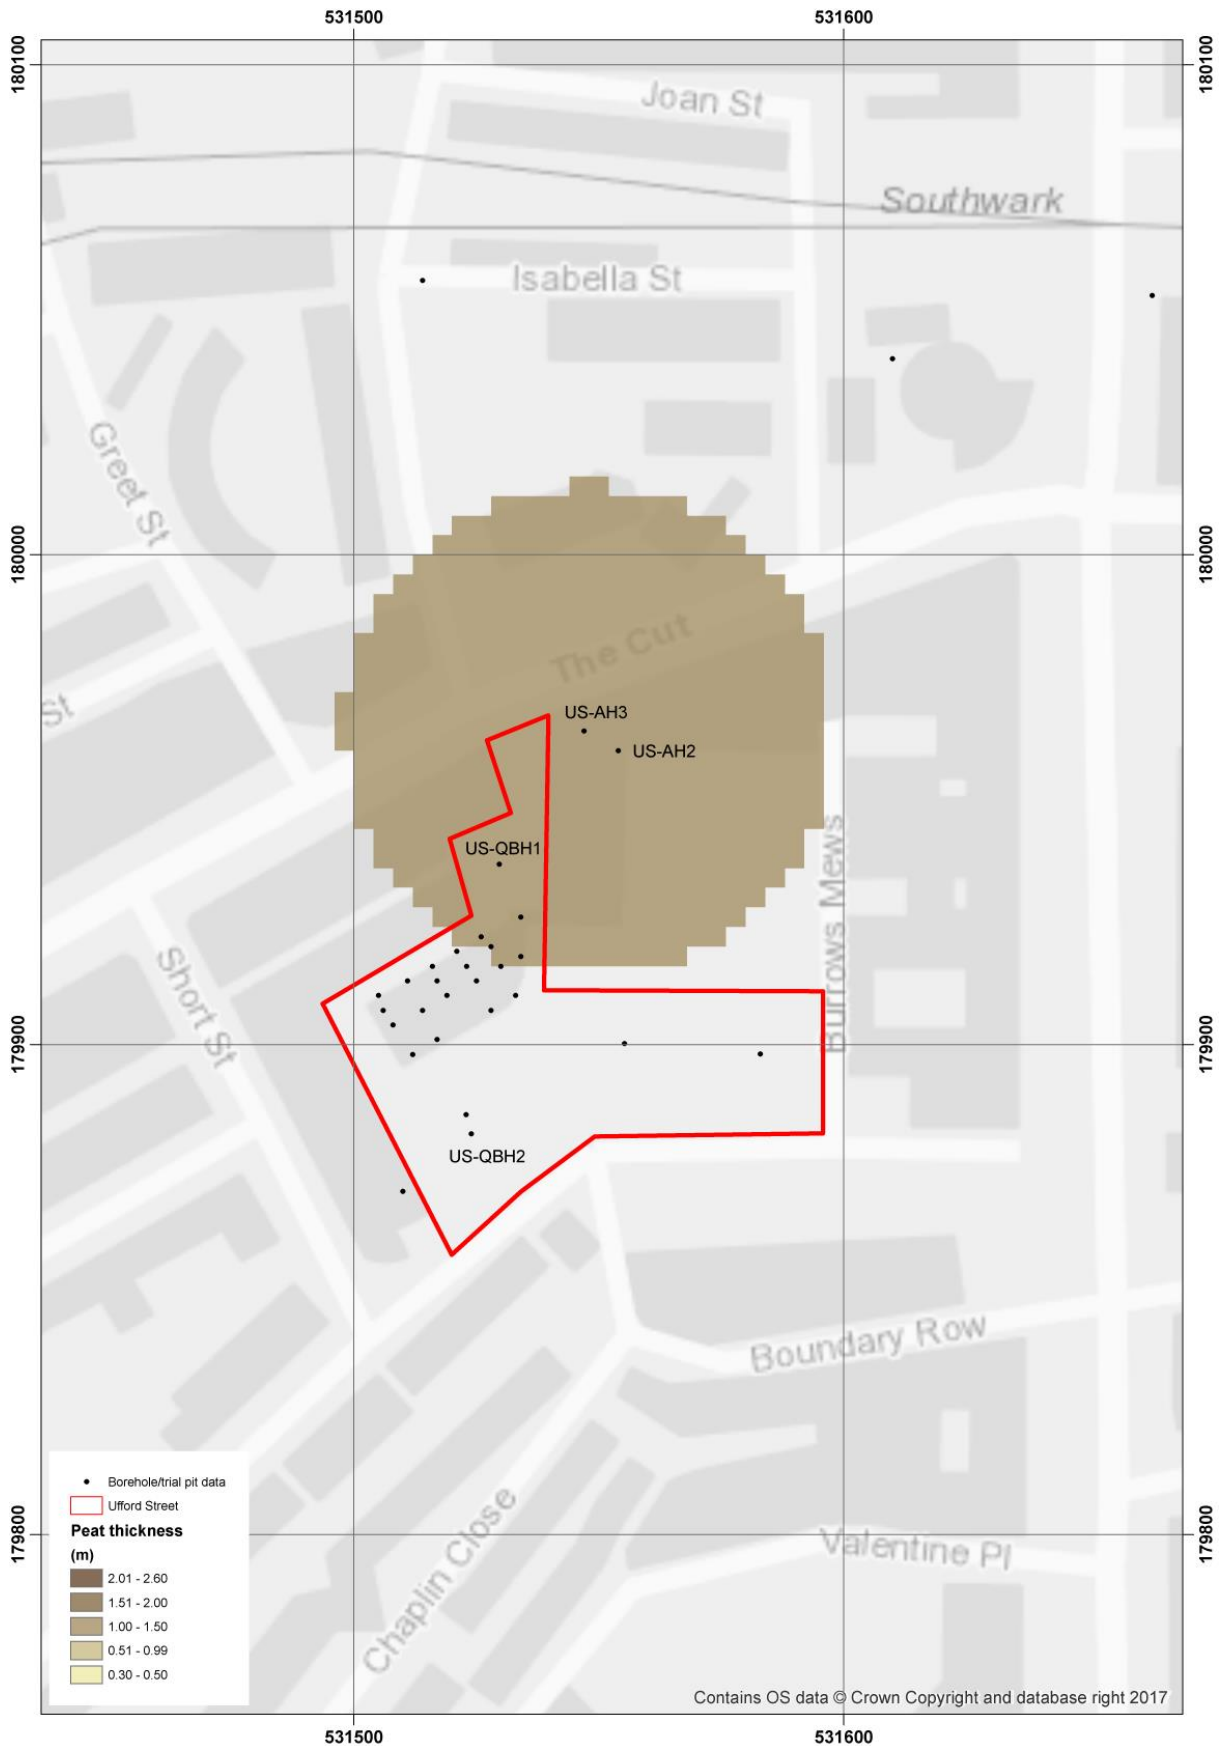 531500
531600
180100
180100
Joan St
Southwark
Isabella St
Greet St
180000
180000
The Cut
St
US-AH3
US-AH2
US-QBH1
Burrows Mews
Short St
179900
179900
US-QBH2
Boundary Row
Valentine Pl
Chaplin Close
179800
179800
Borehole/trial pit data
Ufford Street
Peat thickness
(m)
2.01 - 2.60
1.51 - 2.00
1.00 - 1.50
0.51 - 0.99
0.30 - 0.50
Contains OS data © Crown Copyright and database right 2017
531500
531600